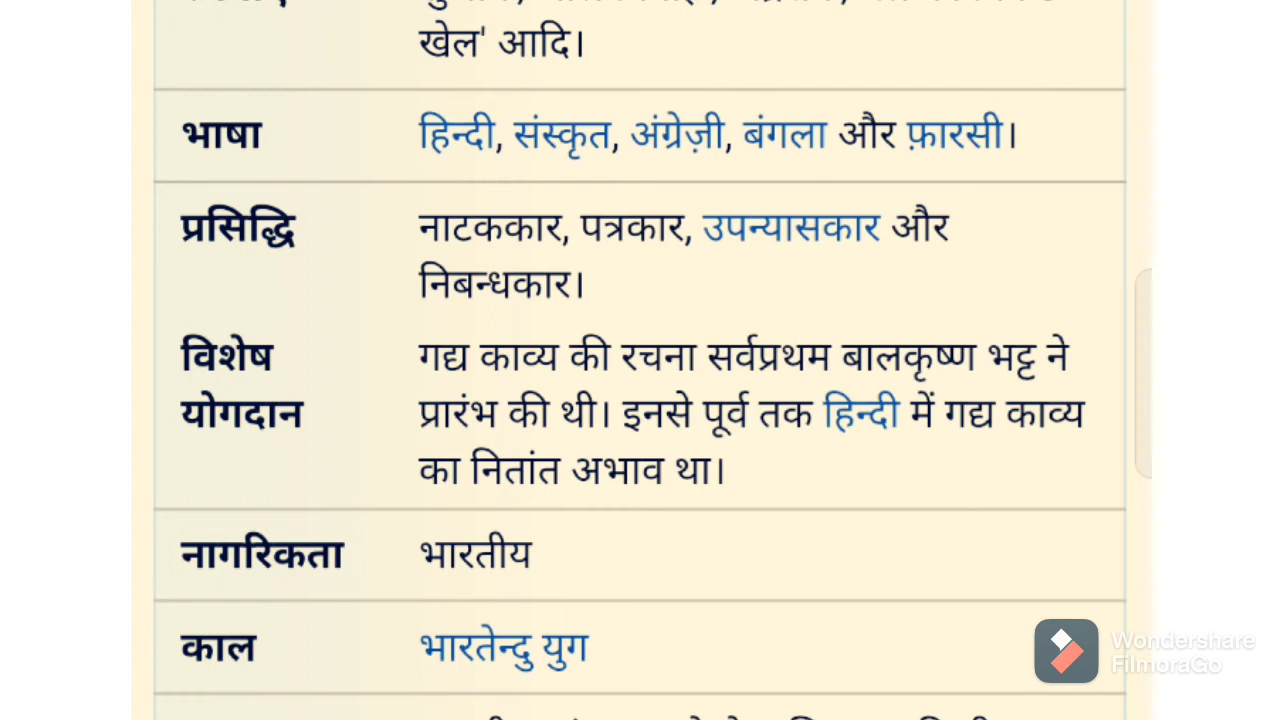 खेल' आदि।
भाषा हिन्दी, संस्कृत, अंग्रेज़ी, बंगला और फ़ारसी।
प्रसिद्धि नाटककार, पत्रकार, उपन्यासकार और
निबन्धकार।
विशेष गद्य काव्य की रचना सर्वप्रथम बालकृष्ण भट्ट ने
योगदान प्रारंभ की थी। इनसे पूर्व तक हिन्दी में गद्य काव्य
का नितांत अभाव था।
नागरिकता भारतीय
काल भारतेन्दु युग
Wondershare
FilmoraGo